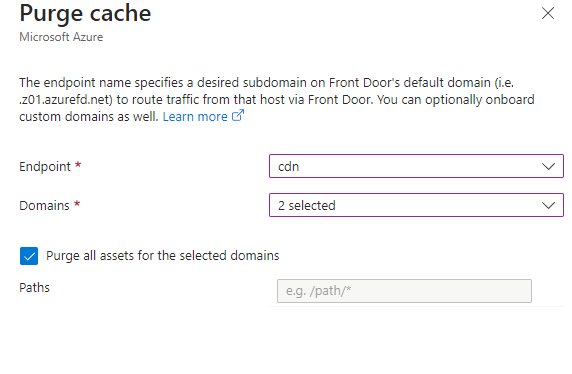 Purge cache
Microsoft Azure
The endpoint name specifies a desired subdomain on Front Door's default domain (i.e.
.z01.azurefd.net) to route traffic from that host via Front Door. You can optionally onboard
custom domains as well. Learn more
Endpoint * cdn
Domains * 2 selected
Purge all assets for the selected domains
Paths e.g. /path/*